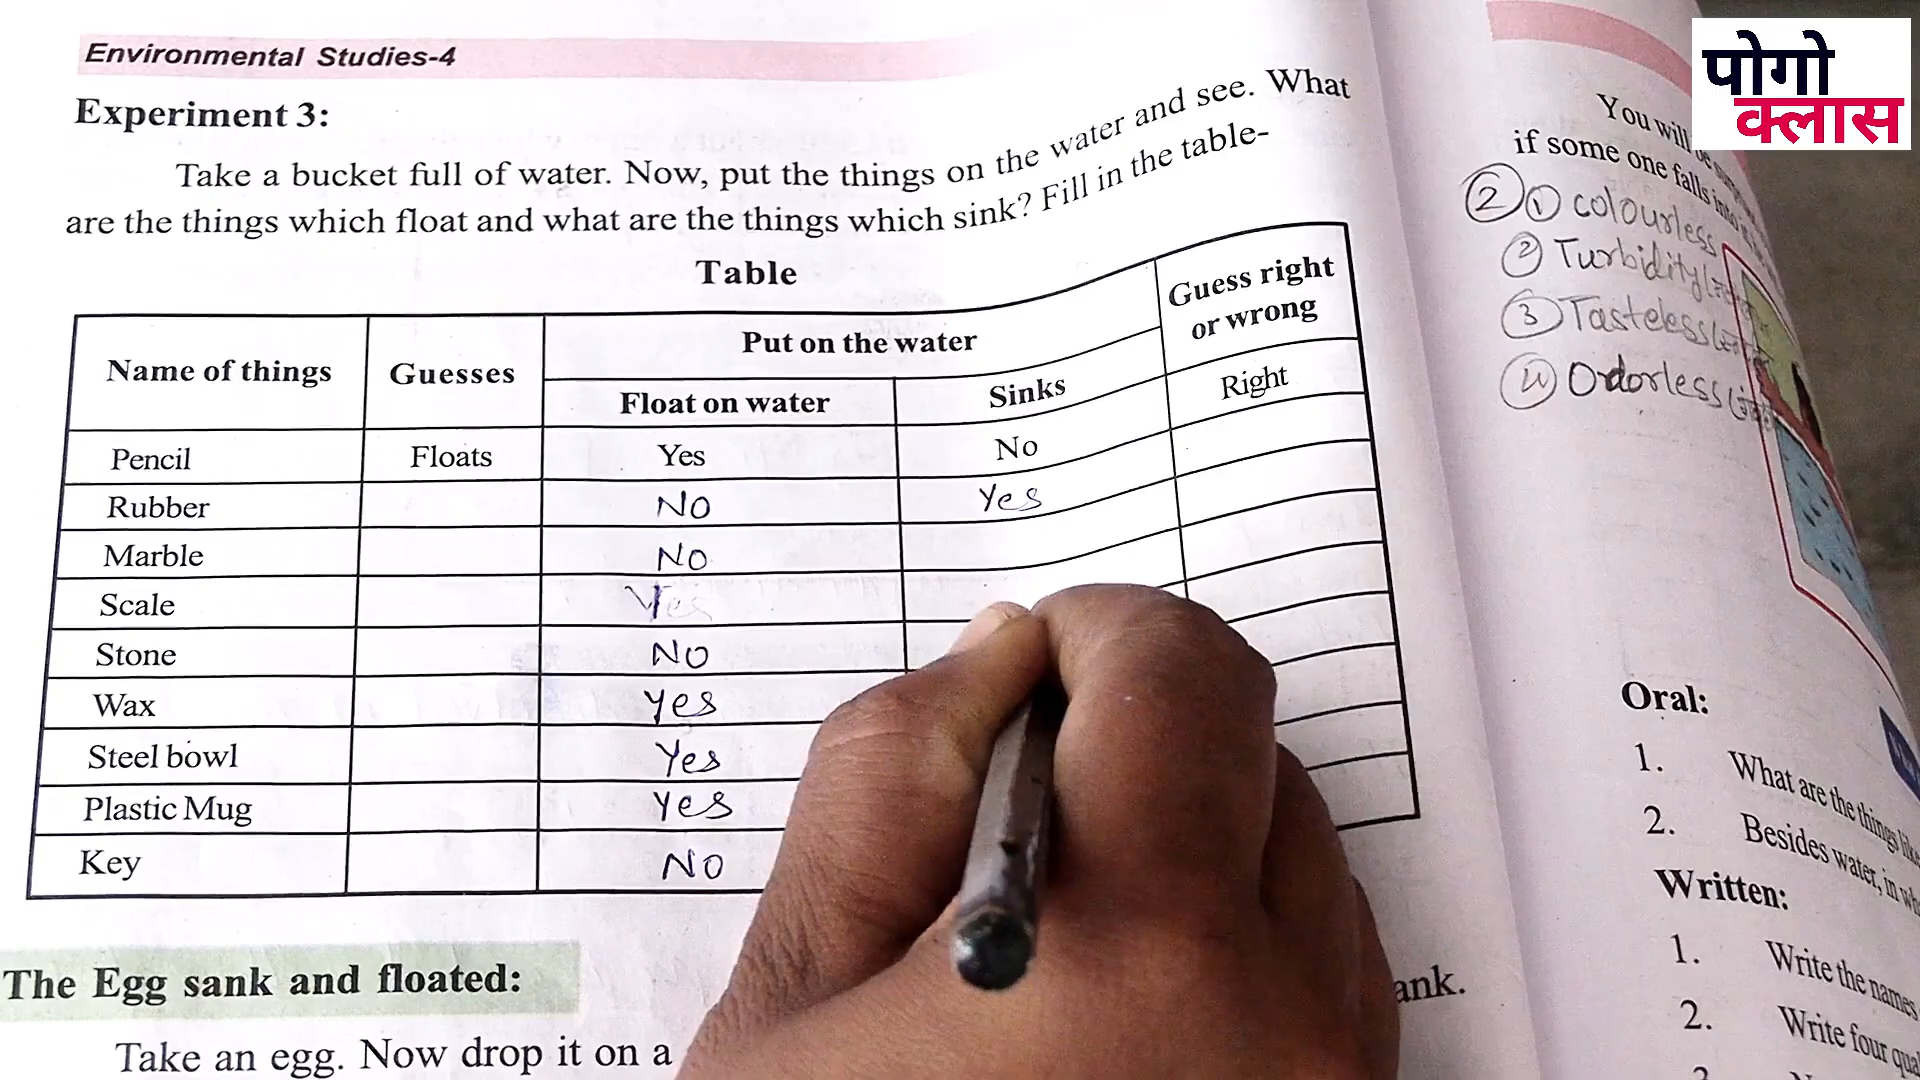 Environmental Studies-4
Experiment 3:
Take a bucket full of water. Now, put the things on the water and see. What
are the things which float and what are the things which sink? Fill in the table-
Table
Name of things Guesses Put on the water Guess right or wrong
Float on water Sinks
Pencil Floats Yes No Right
Rubber NO Yes
Marble NO
Scale Yes
Stone NO
Wax Yes
Steel bowl Yes
Plastic Mug Yes
Key NO
The Egg sank and floated:
Take an egg. Now drop it on a
पोगो
क्लास
You will be
if some one falls into
② ① Colourless
② Turbidity
③ Tasteless
Odorless
Oral:
1. What are the things like
2. Besides water, in
Written:
1. Write the names
2. Write four